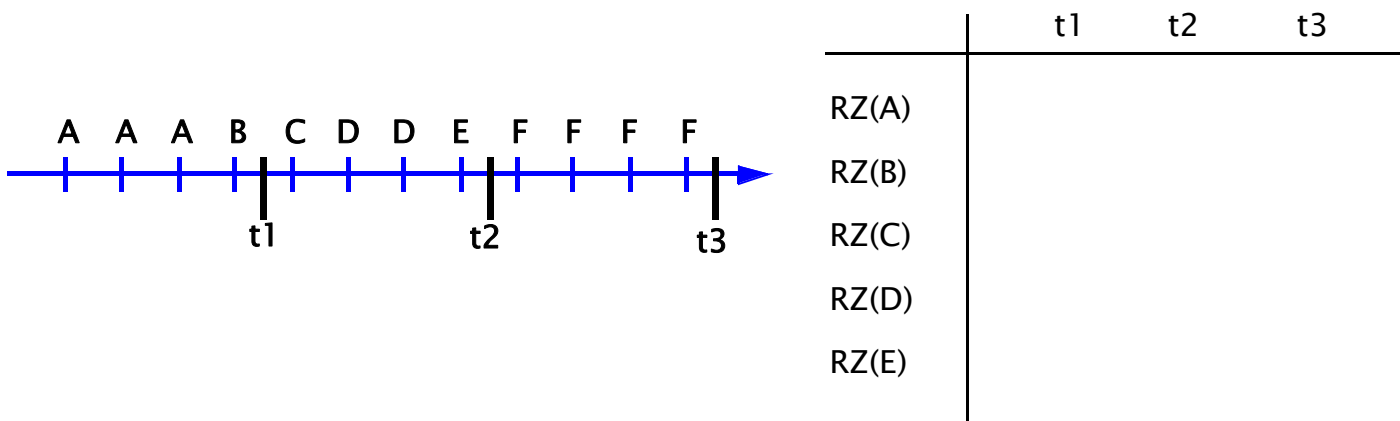 t1 t2 t3
A A A B C D D E F F F F
t1 t2 t3
RZ(A)
RZ(B)
RZ(C)
RZ(D)
RZ(E)